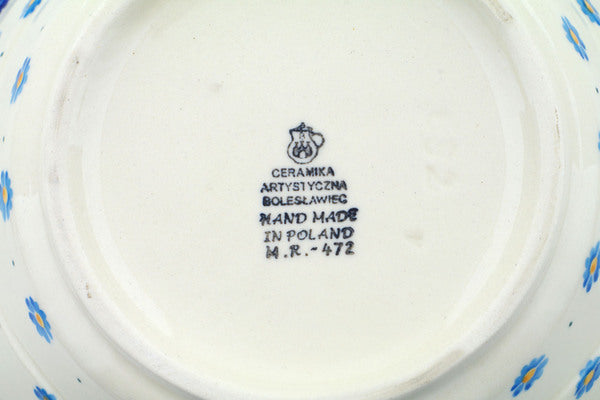 CERAMIKA
ARTYSTYCZNA
BOLESŁAWIEC
HAND MADE
IN POLAND
M.R.-472